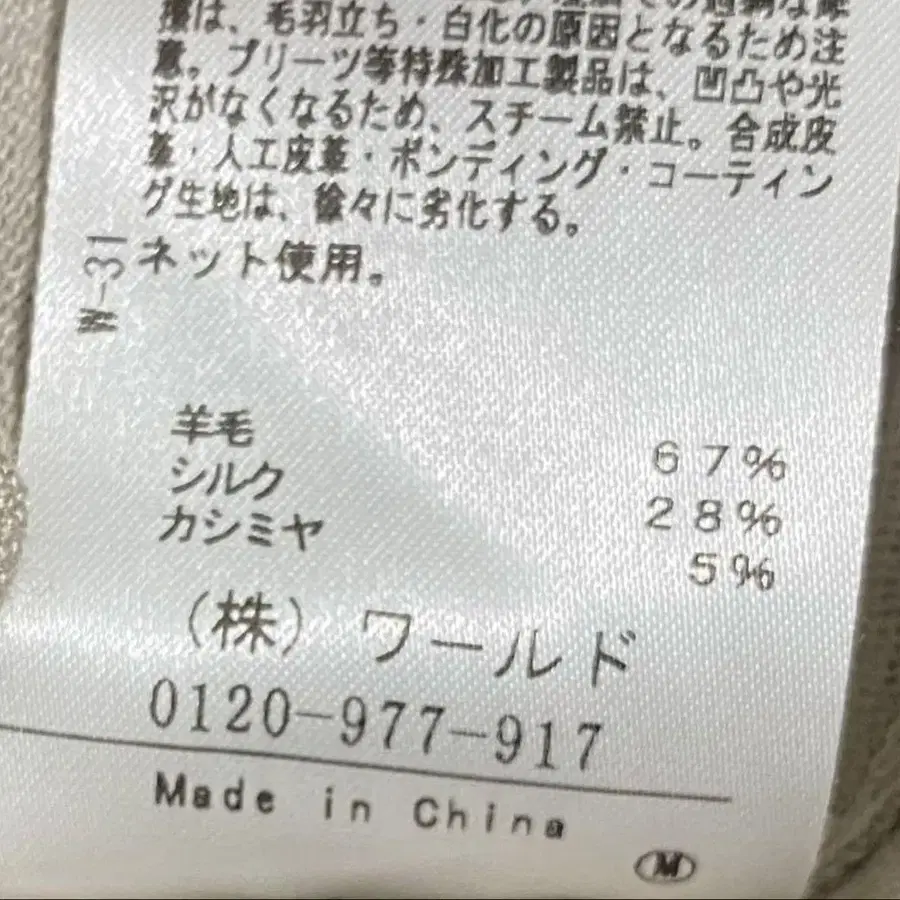 擦は、毛羽立ち・白化の原因となるため注
意。プリーツ等特殊加工製品は、凹凸や光
沢がなくなるため、スチーム禁止。合成皮
革・人工皮革・ボンディング・コーティン
グ生地は、徐々に劣化する。
ネット使用。
W-31
羊毛 67%
シルク 28%
カシミヤ 5%
(株) ワールド
0120-977-917
Made in China
M